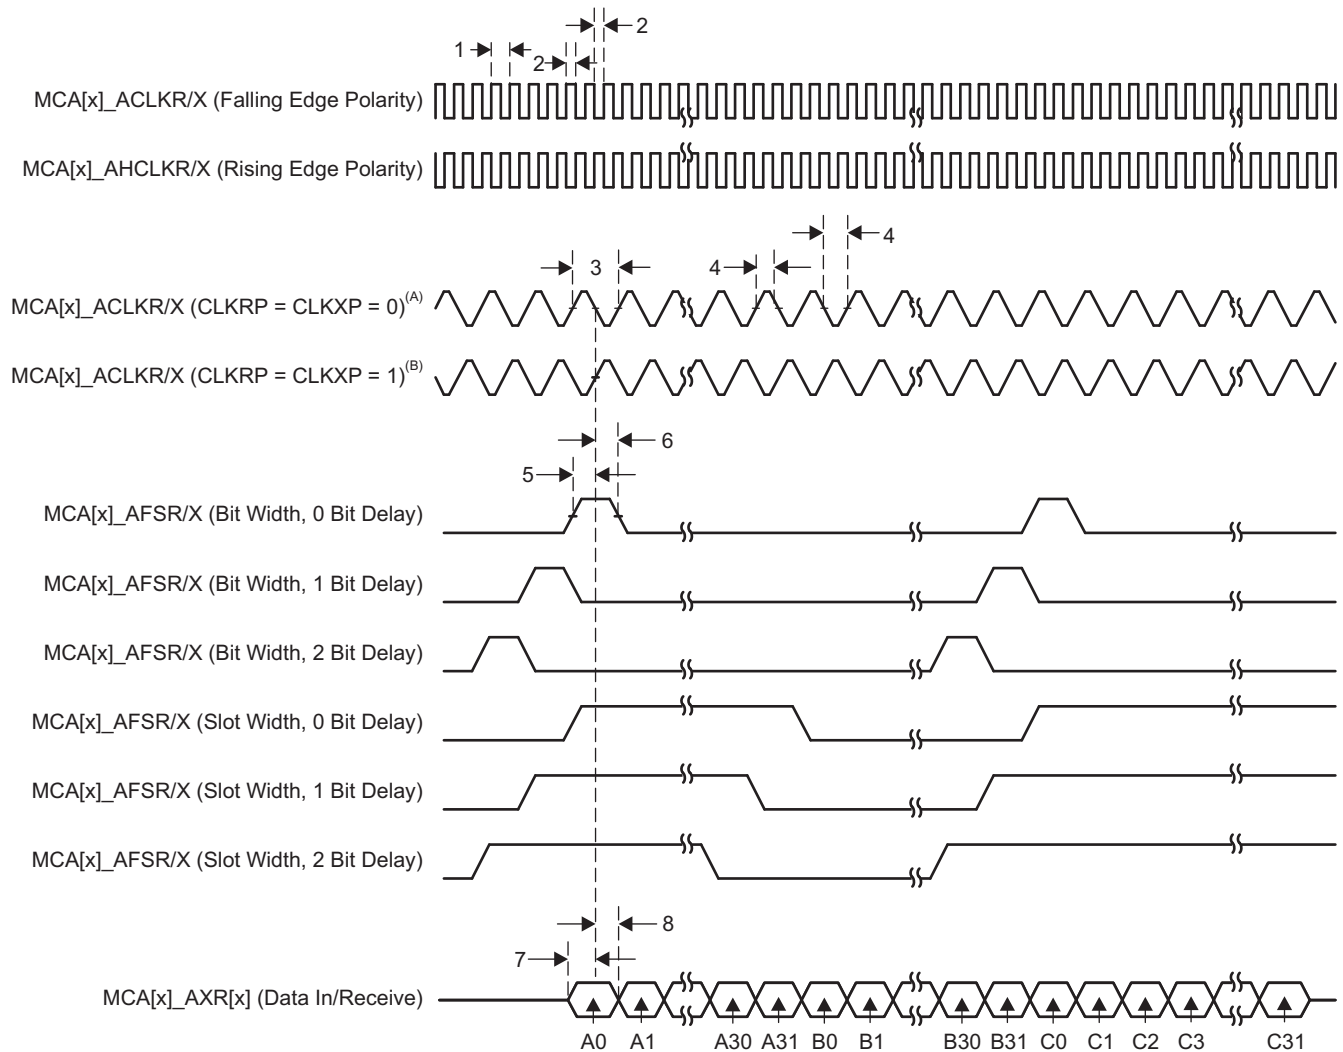 2
1
2
MCA[x]_ACLKR/X (Falling Edge Polarity)
MCA[x]_AHCLKR/X (Rising Edge Polarity)
4
3
4
MCA[x]_ACLKR/X (CLKRP = CLKXP = 0)(A)
MCA[x]_ACLKR/X (CLKRP = CLKXP = 1)(B)
6
5
MCA[x]_AFSR/X (Bit Width, 0 Bit Delay)
MCA[x]_AFSR/X (Bit Width, 1 Bit Delay)
MCA[x]_AFSR/X (Bit Width, 2 Bit Delay)
MCA[x]_AFSR/X (Slot Width, 0 Bit Delay)
MCA[x]_AFSR/X (Slot Width, 1 Bit Delay)
MCA[x]_AFSR/X (Slot Width, 2 Bit Delay)
8
7
MCA[x]_AXR[x] (Data In/Receive)
A0 A1 A30 A31 B0 B1 B30 B31 C0 C1 C2 C3 C31